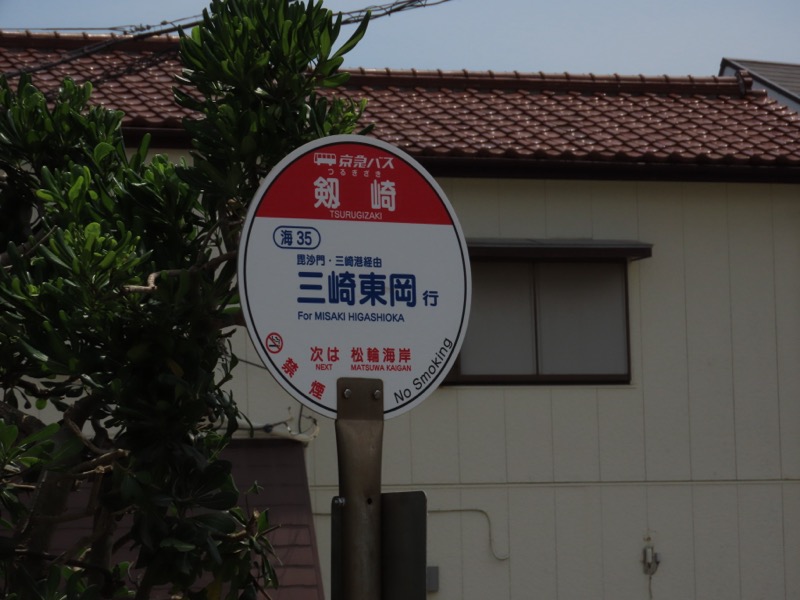 京急バス
つるぎざき
剱崎
TSURUGIZAKI
海35
毘沙門・三崎港経由
三崎東岡 行
For MISAKI HIGASHIOKA
次は 松輪海岸
NEXT MATSUWA KAIGAN
禁煙
No Smoking